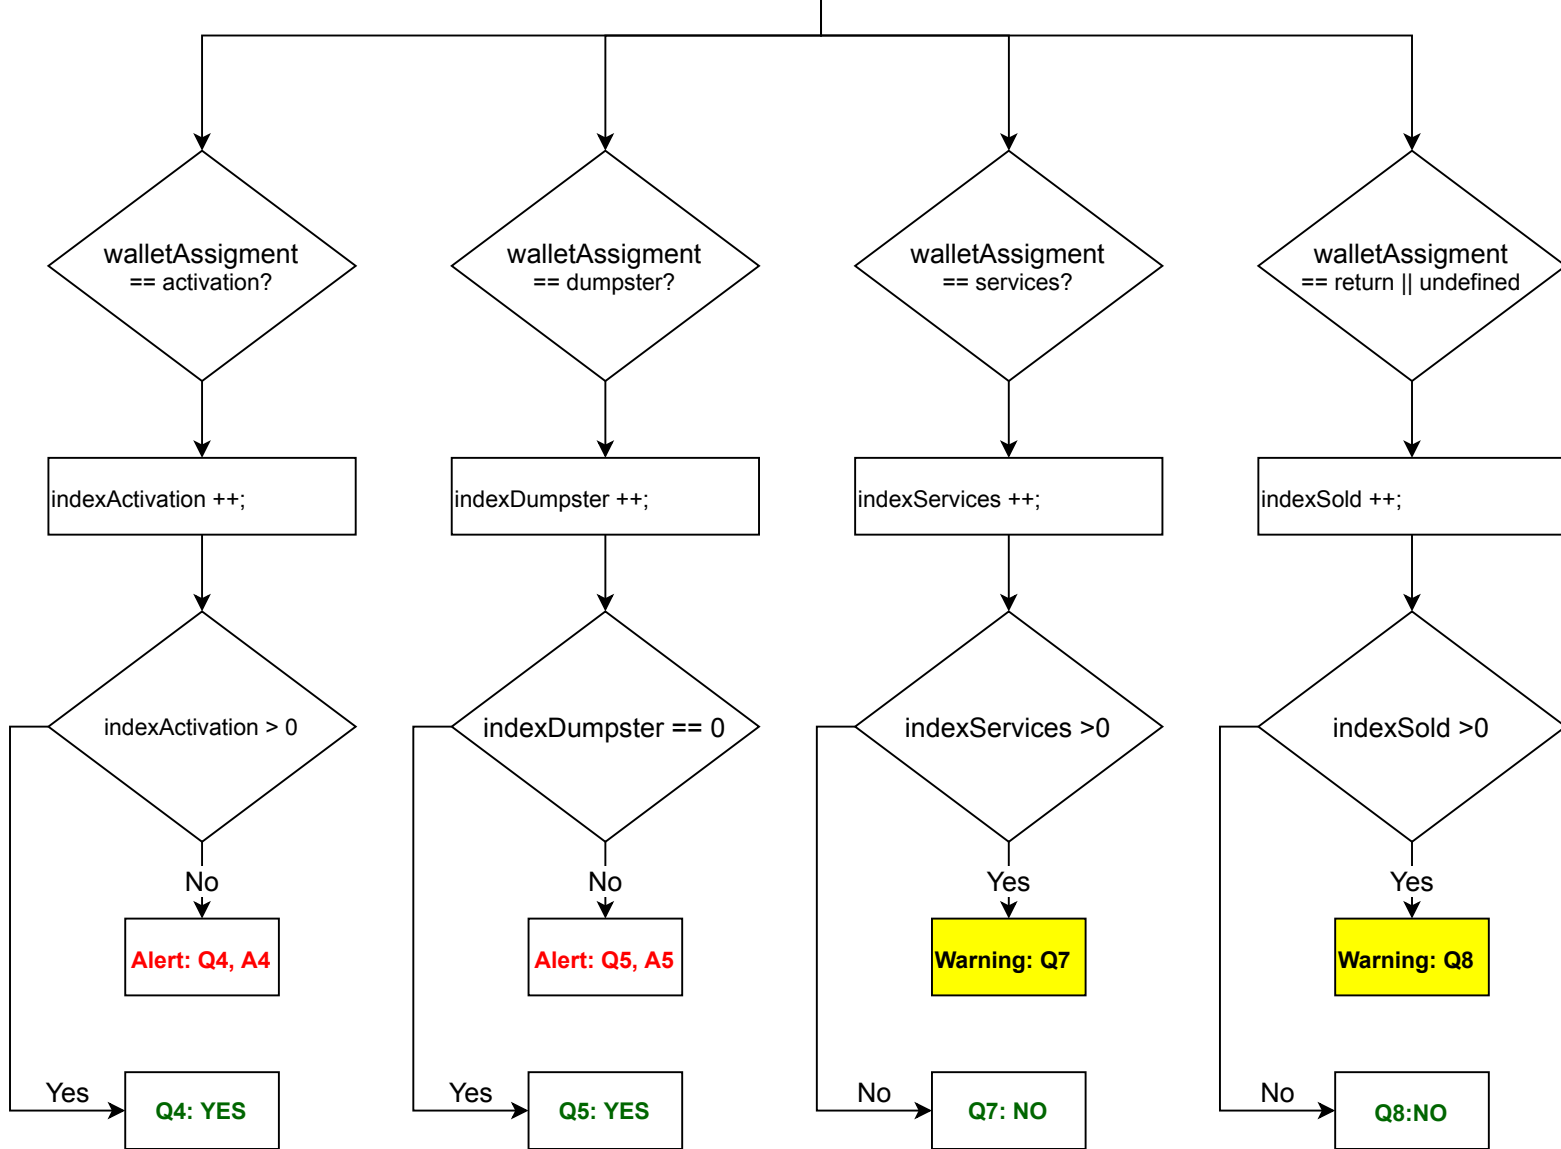 walletAssigment
== activation?
walletAssigment
== dumpster?
walletAssigment
== services?
walletAssigment
== return || undefined
indexActivation ++;
indexDumpster ++;
indexServices ++;
indexSold ++;
indexActivation > 0
indexDumpster == 0
indexServices >0
indexSold >0
No
No
Yes
Yes
Alert: Q4, A4
Alert: Q5, A5
Warning: Q7
Warning: Q8
Yes
Q4: YES
Yes
Q5: YES
No
Q7: NO
No
Q8:NO